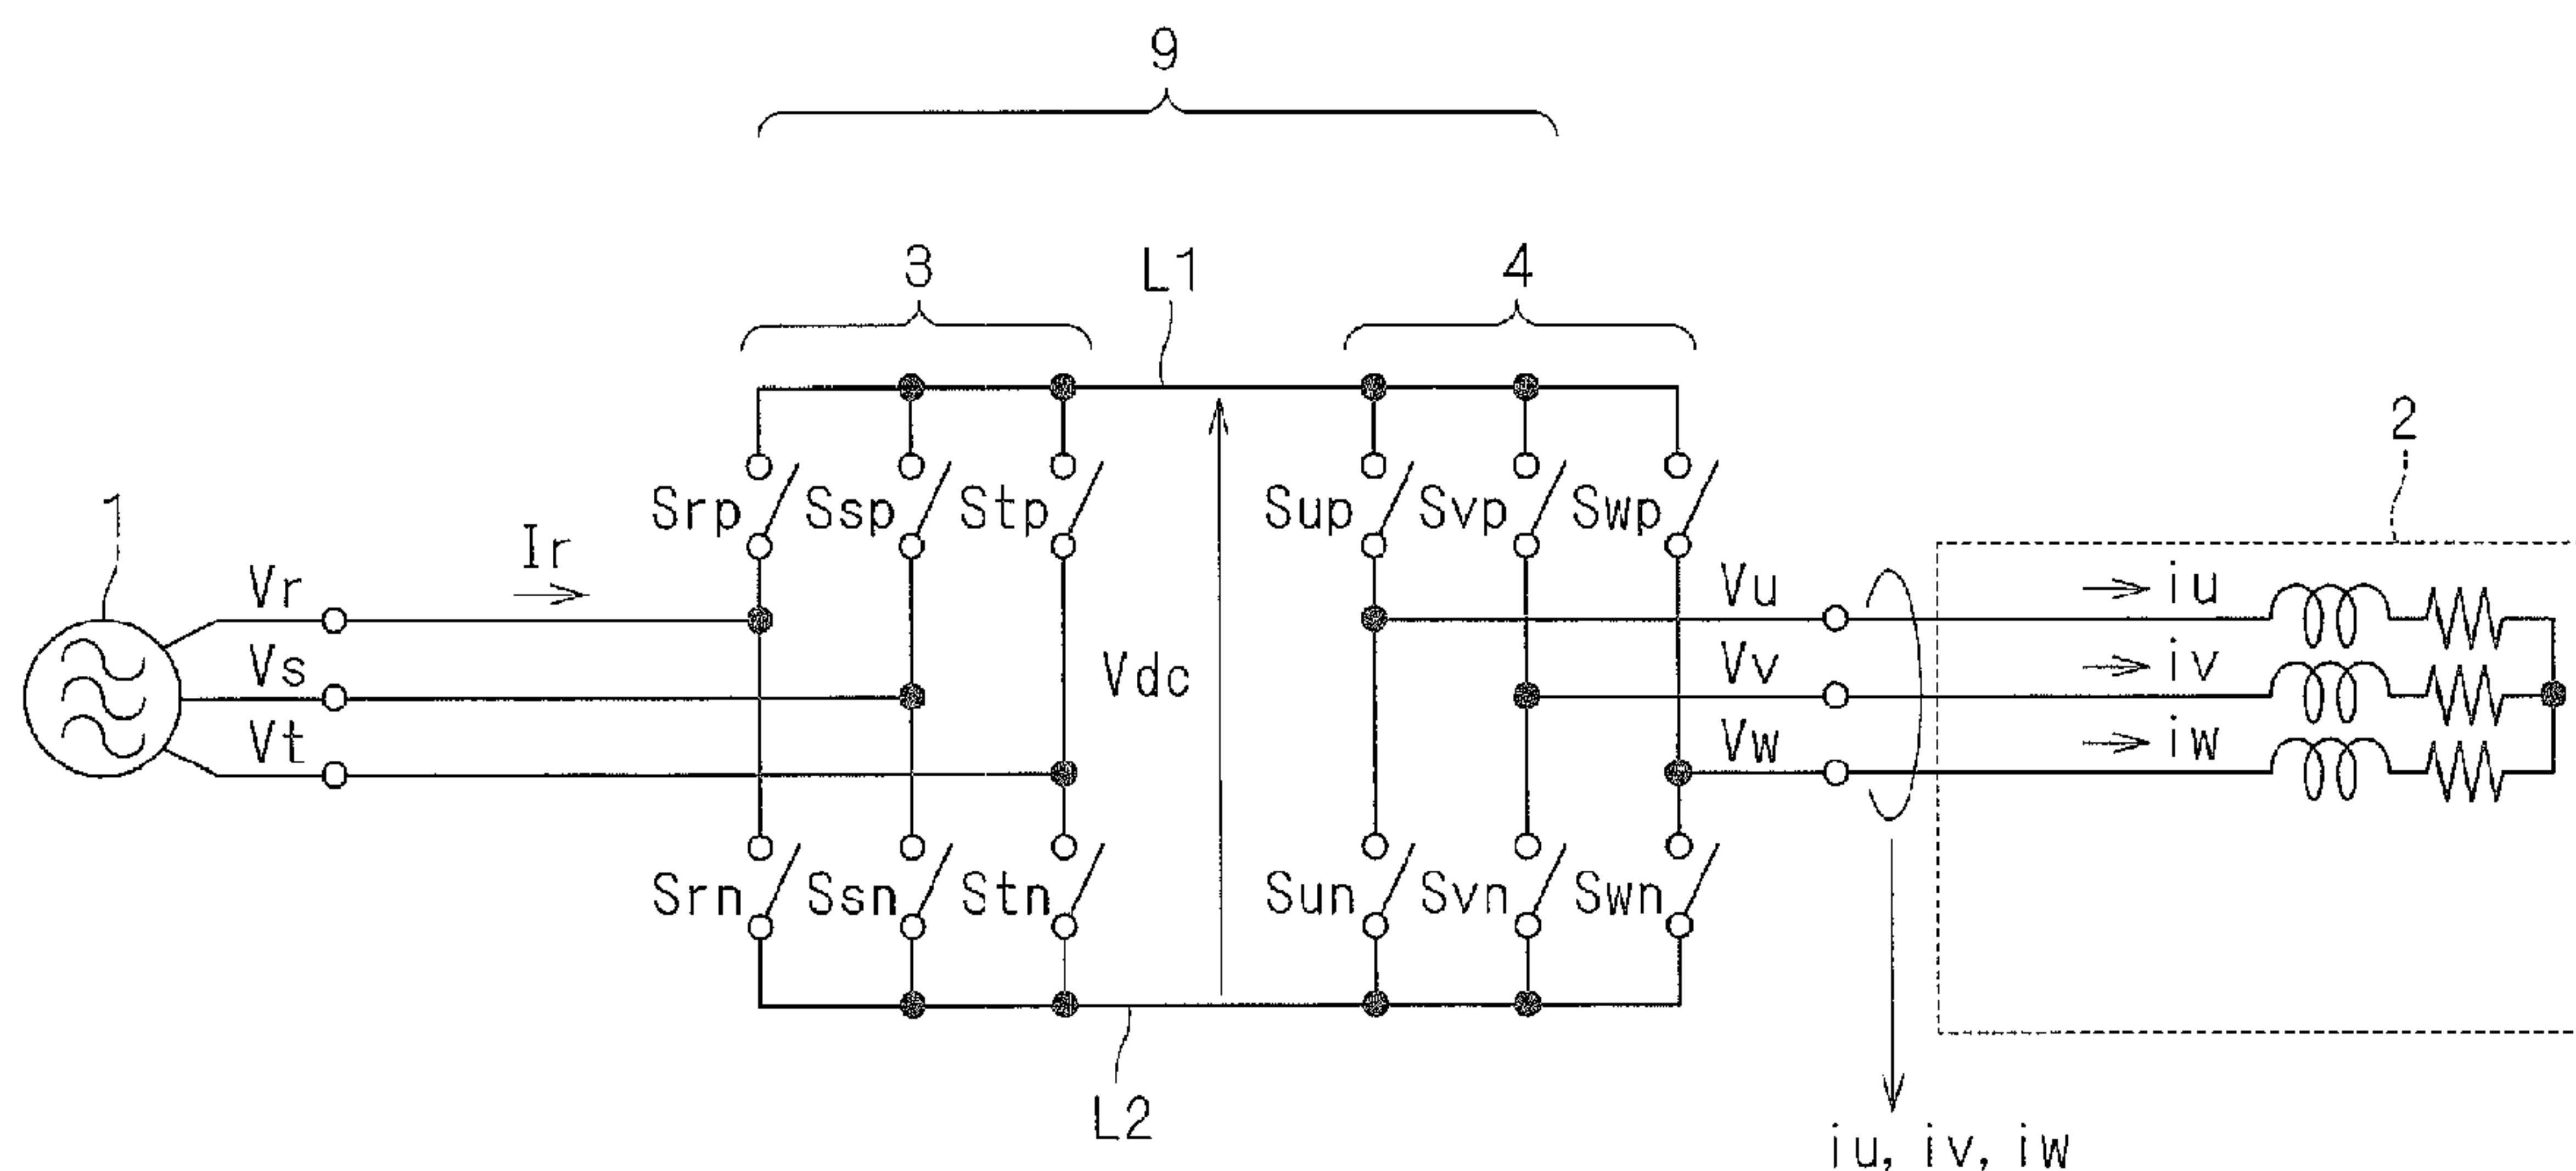 9
3
L1
4
2
1
Srp
Ssp
Stp
Sup
Svp
Swp
Ir
Vr
Vs
Vt
Vdc
Vu
Vv
Vw
iu
iv
iw
Srn
Ssn
Stn
Sun
Svn
Swn
L2
iu, iv, iw